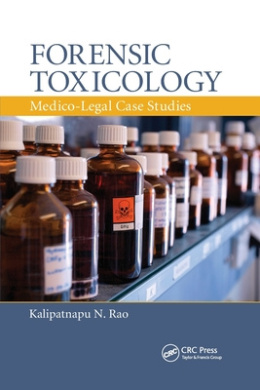 FORENSIC
TOXICOLOGY
Medico-Legal Case Studies
Kalipatnapu N. Rao
CRC Press
Taylor & Francis Group